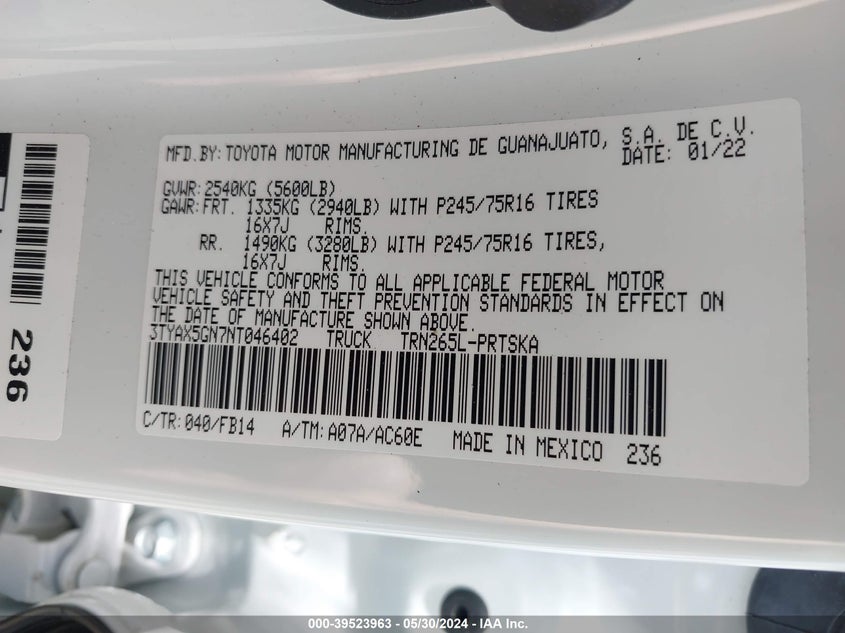 MFD.BY:TOYOTA MOTOR MANUFACTURING DE GUANAJUATO, S.A. DE C.V.
DATE: 01/22
GVWR:2540KG (5600LB)
GAWR:FRT. 1335KG (2940LB) WITH P245/75R16 TIRES
16X7J RIMS.
RR. 1490KG (3280LB) WITH P245/75R16 TIRES,
16X7J RIMS.
THIS VEHICLE CONFORMS TO ALL APPLICABLE FEDERAL MOTOR
VEHICLE SAFETY AND THEFT PREVENTION STANDARDS IN EFFECT ON
THE DATE OF MANUFACTURE SHOWN ABOVE.
3TYAX5GN7NT046402 TRUCK TRN265L-PRTSKA
C/TR:040/FB14 A/TM:A07A/AC60E MADE IN MEXICO 236
236
000-39523963 - 05/30/2024 - IAA Inc.